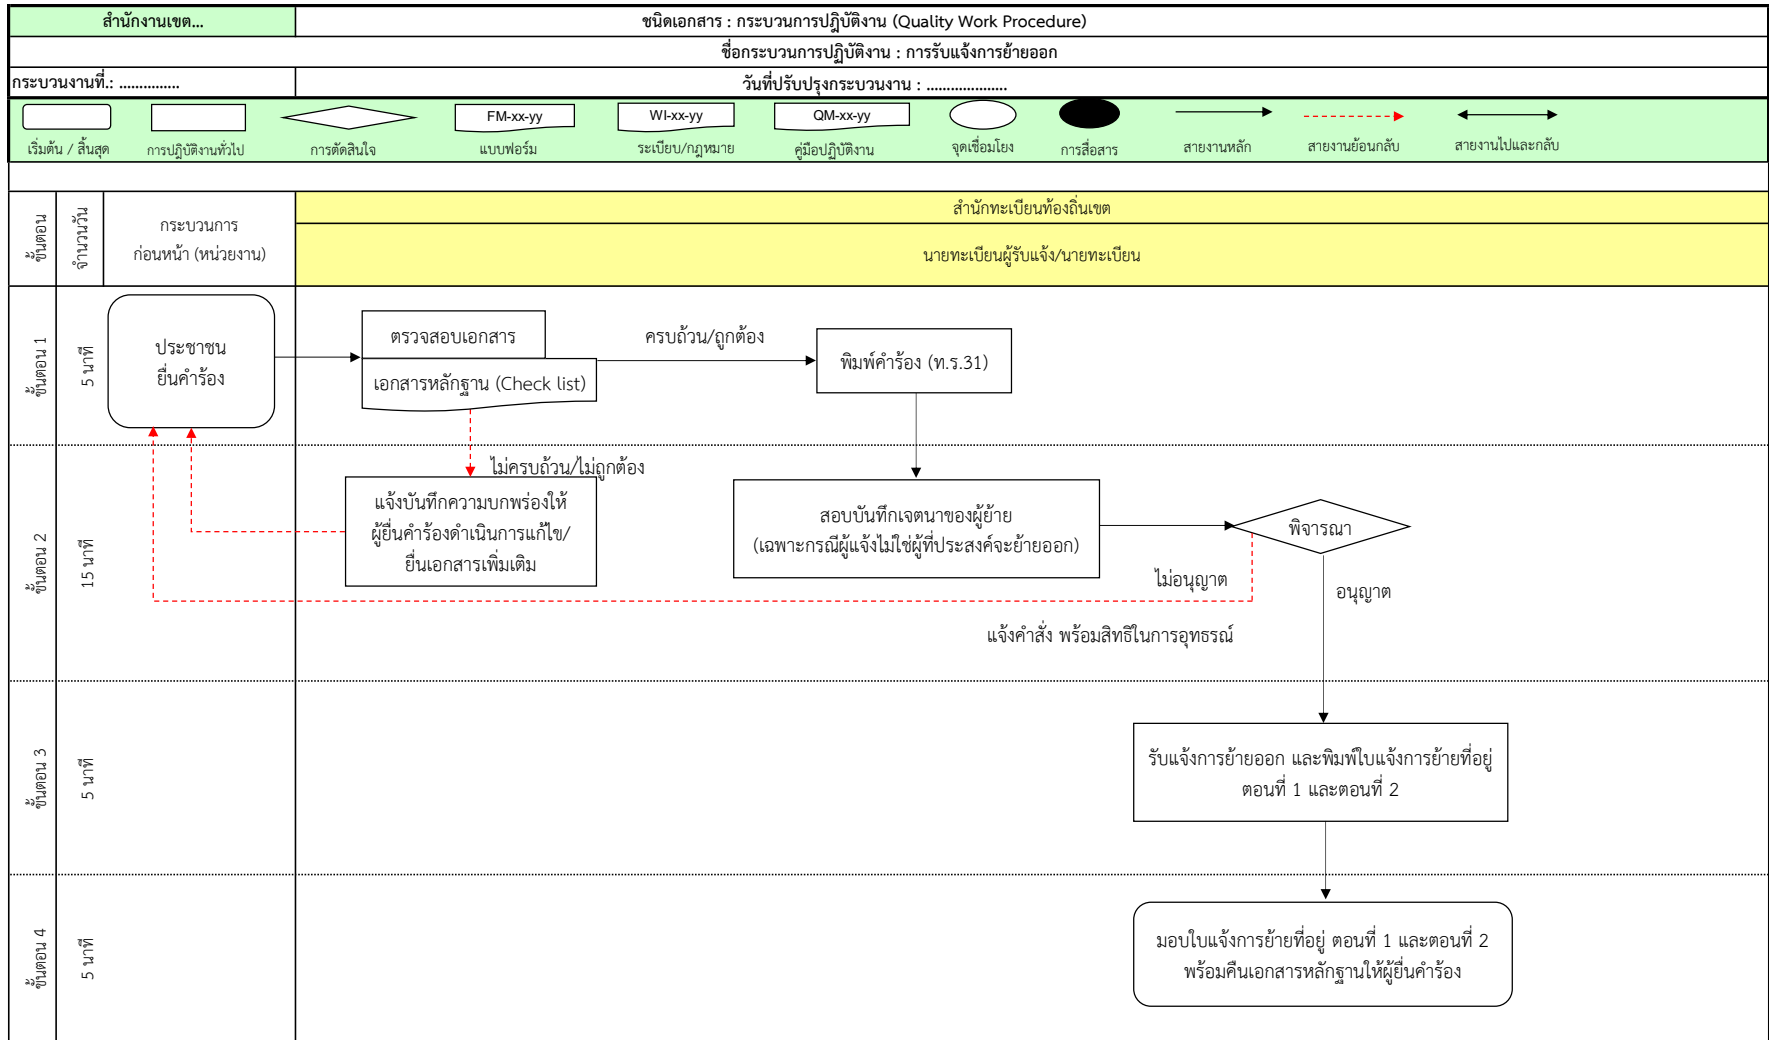 สำนักงานเขต...
ชนิดเอกสาร : กระบวนการปฏิบัติงาน (Quality Work Procedure)
ชื่อกระบวนการปฏิบัติงาน : การรับแจ้งการย้ายออก
กระบวนงานที่.: ...............
วันที่ปรับปรุงกระบวนงาน : ....................
FM-xx-yy
WI-xx-yy
QM-xx-yy
เริ่มต้น / สิ้นสุด
การปฏิบัติงานทั่วไป
การตัดสินใจ
แบบฟอร์ม
ระเบียบ/กฎหมาย
คู่มือปฏิบัติงาน
จุดเชื่อมโยง
การสื่อสาร
สายงานหลัก
สายงานย้อนกลับ
สายงานไปและกลับ
ขั้นตอน
จำนวนวัน
กระบวนการ
ก่อนหน้า (หน่วยงาน)
สำนักทะเบียนท้องถิ่นเขต
นายทะเบียนผู้รับแจ้ง/นายทะเบียน
ขั้นตอน 1
5 นาที
ประชาชน
ยื่นคำร้อง
ตรวจสอบเอกสาร
เอกสารหลักฐาน (Check list)
ครบถ้วน/ถูกต้อง
พิมพ์คำร้อง (ท.ร.31)
ขั้นตอน 2
15 นาที
ไม่ครบถ้วน/ไม่ถูกต้อง
แจ้งบันทึกความบกพร่องให้
ผู้ยื่นคำร้องดำเนินการแก้ไข/
ยื่นเอกสารเพิ่มเติม
สอบบันทึกเจตนาของผู้ย้าย
(เฉพาะกรณีผู้แจ้งไม่ใช่ผู้ที่ประสงค์จะย้ายออก)
พิจารณา
ไม่อนุญาต
อนุญาต
แจ้งคำสั่ง พร้อมสิทธิในการอุทธรณ์
ขั้นตอน 3
5 นาที
รับแจ้งการย้ายออก และพิมพ์ใบแจ้งการย้ายที่อยู่
ตอนที่ 1 และตอนที่ 2
ขั้นตอน 4
5 นาที
มอบใบแจ้งการย้ายที่อยู่ ตอนที่ 1 และตอนที่ 2
พร้อมคืนเอกสารหลักฐานให้ผู้ยื่นคำร้อง